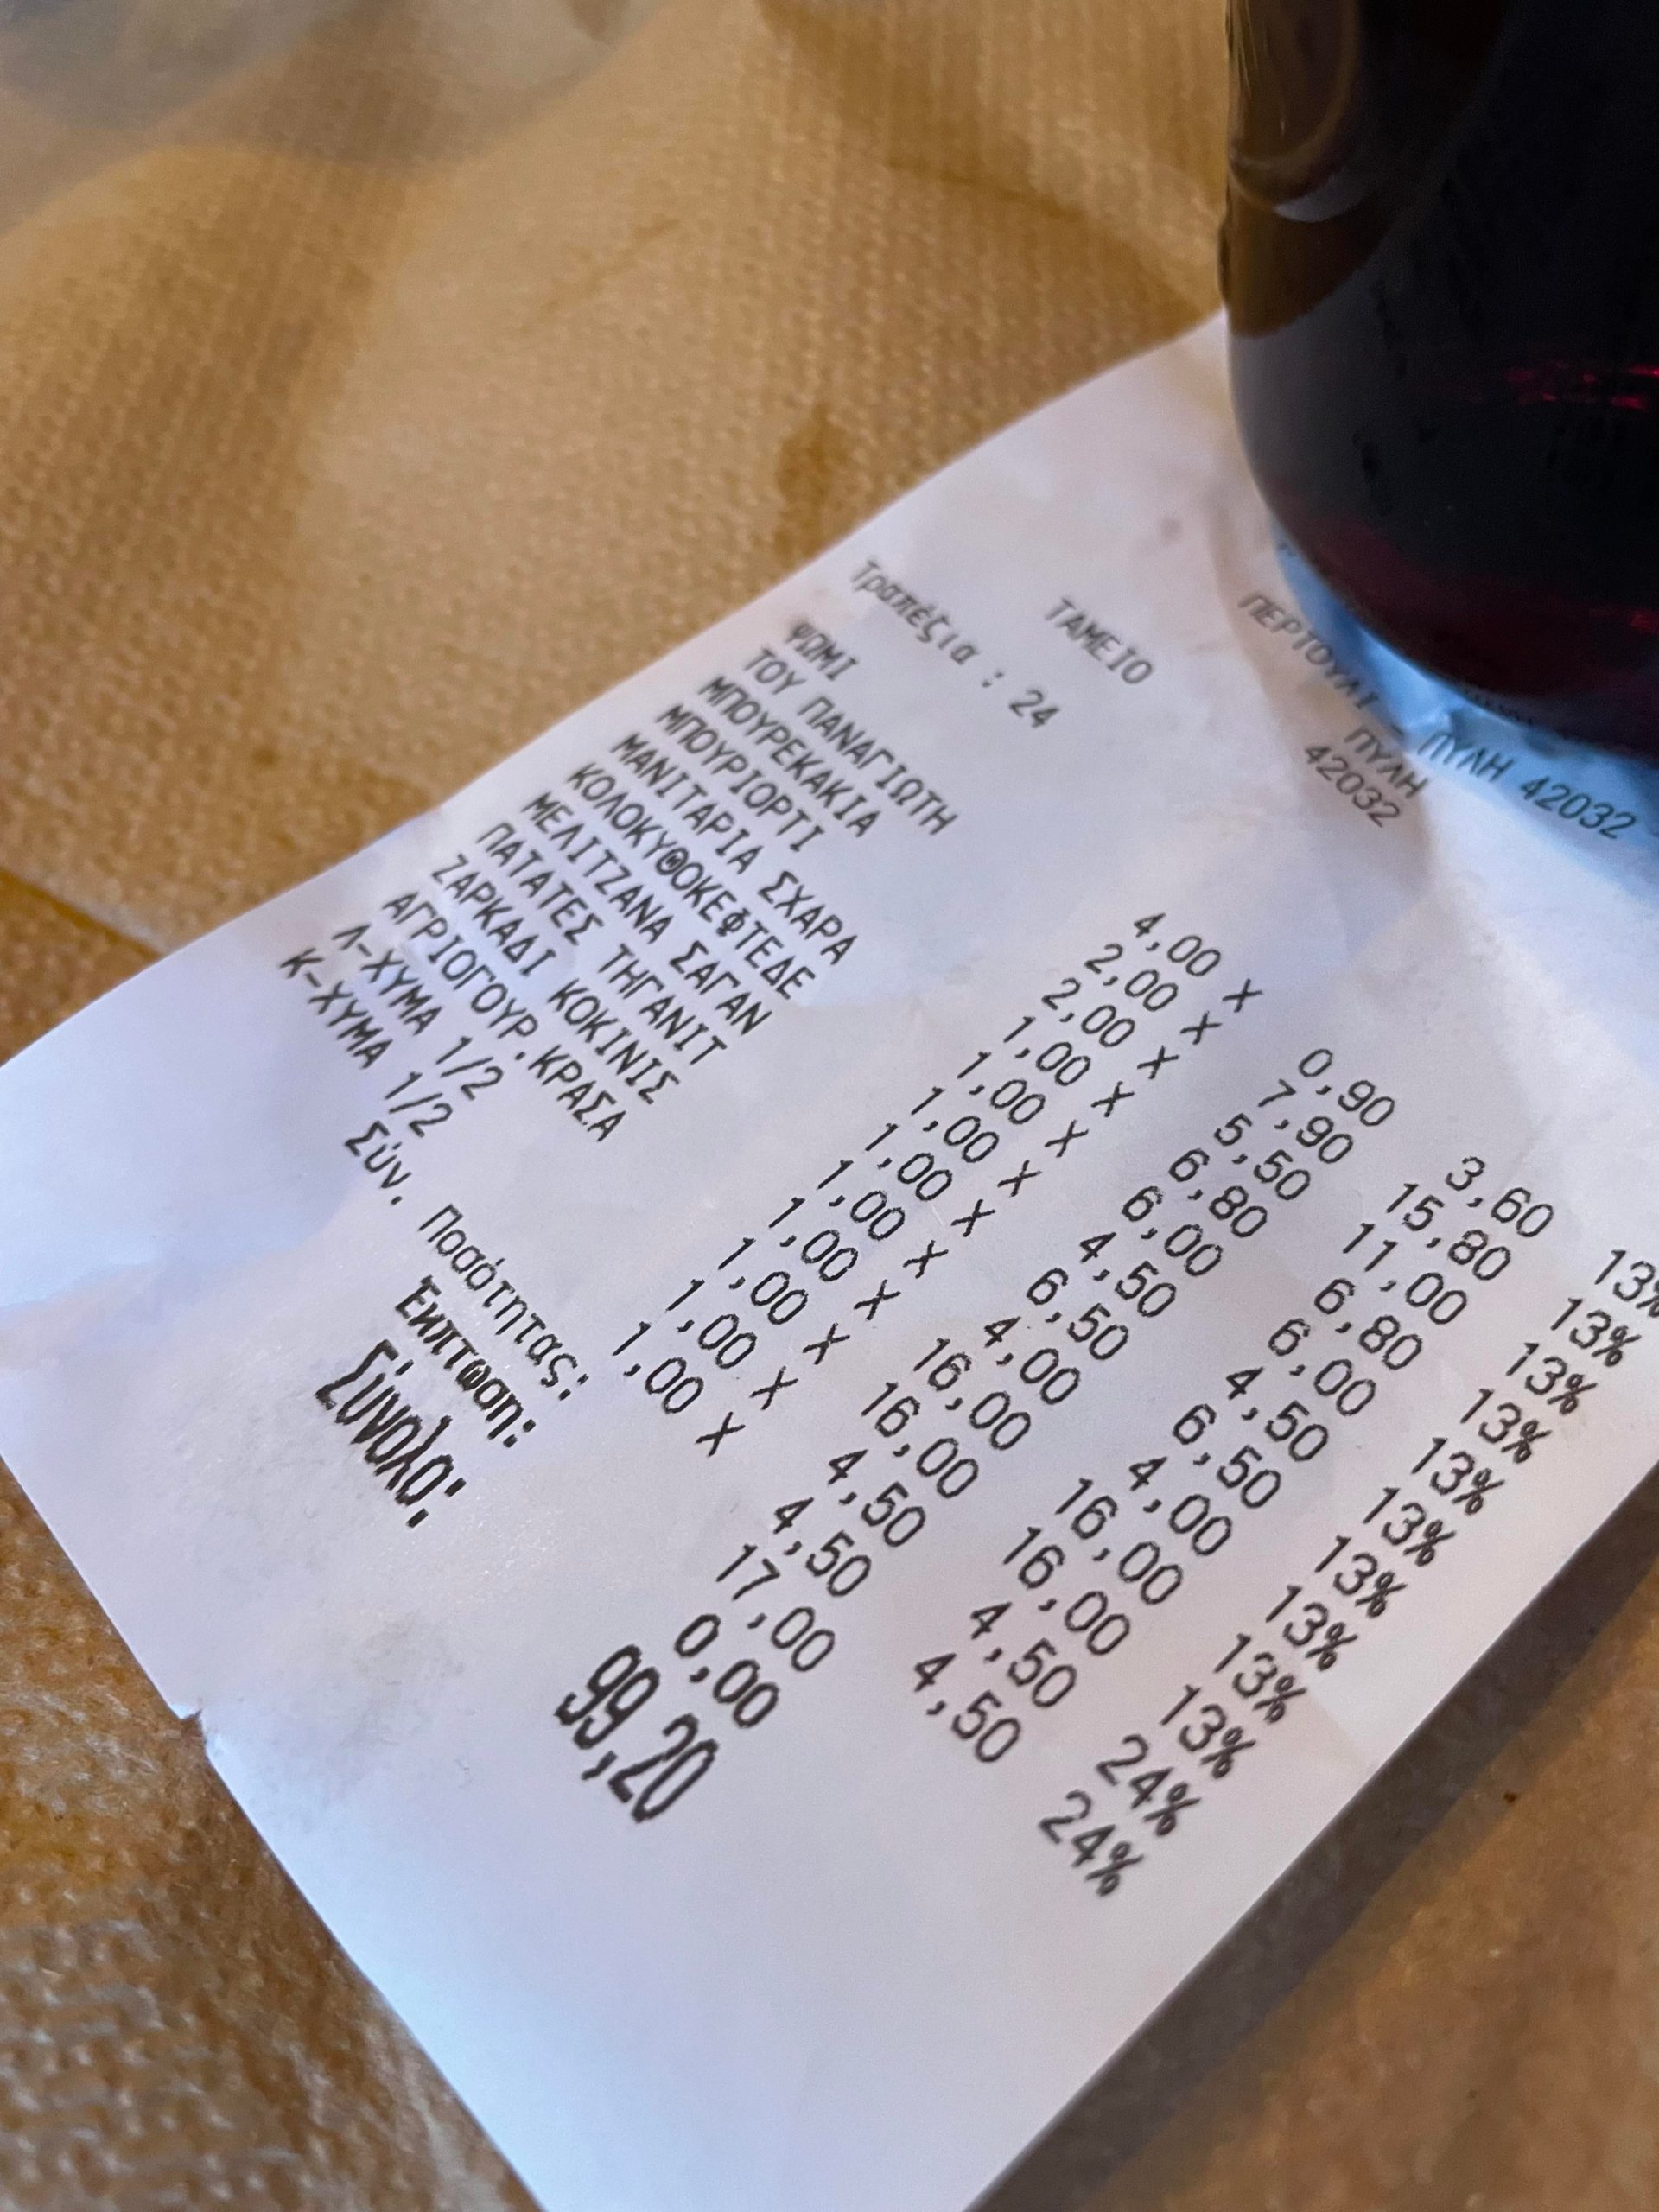 ΠΕΡΤΟΥΛΙ - ΠΥΛΗ 42032
ΠΥΛΗ
42032
ΤΑΜΕΙΟ
Τραπέζια : 24
ΨΩΜΙ 4,00 X 0,90 3,60 13%
ΤΟΥ ΠΑΝΑΓΙΩΤΗ 2,00 X 7,90 15,80 13%
ΜΠΟΥΡΕΚΑΚΙΑ 2,00 X 5,50 11,00 13%
ΜΠΟΥΡΙΟΡΤΙ 1,00 X 6,80 6,80 13%
ΜΑΝΙΤΑΡΙΑ ΣΧΑΡΑ 1,00 X 6,00 6,00 13%
ΚΟΛΟΚΥΘΟΚΕΦΤΕΔΕ 1,00 X 4,50 4,50 13%
ΜΕΛΙΤΖΑΝΑ ΣΑΓΑΝ 1,00 X 6,50 6,50 13%
ΠΑΤΑΤΕΣ ΤΗΓΑΝΙΤ 1,00 X 4,00 4,00 13%
ΖΑΡΚΑΔΙ ΚΟΚΙΝΙΣ 1,00 X 16,00 16,00 13%
ΑΓΡΙΟΓΟΥΡ.ΚΡΑΣΑ 1,00 X 16,00 16,00 13%
Λ-ΧΥΜΑ 1/2 1,00 X 4,50 4,50 24%
Κ-ΧΥΜΑ 1/2 1,00 X 4,50 4,50 24%
Σύν. Ποσότητας: 17,00
Έκπτωση: 0,00
Σύνολο: 99,20